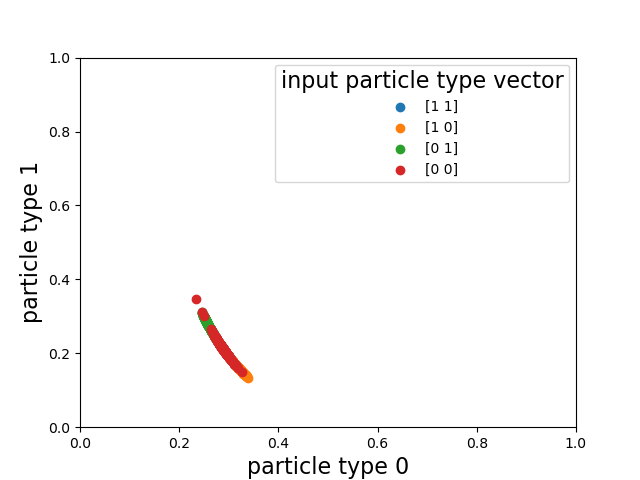 input particle type vector
[1 1]
[1 0]
[0 1]
[0 0]
1.0
0.8
0.6
0.4
0.2
0.0
particle type 1
0.0 0.2 0.4 0.6 0.8 1.0
particle type 0